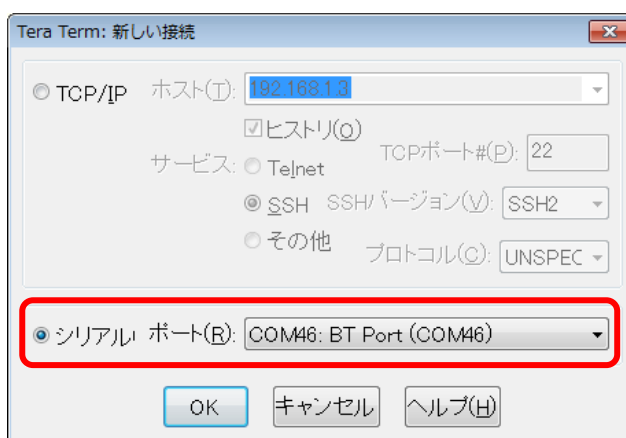 Tera Term: 新しい接続
TCP/IP ホスト(T): 192.168.1.3
ヒストリ(O)
サービス: Telnet TCPポート#(P): 22
SSH SSHバージョン(V): SSH2
その他 プロトコル(C): UNSPEC
シリアル ポート(R): COM46: BT Port (COM46)
OK キャンセル ヘルプ(H)